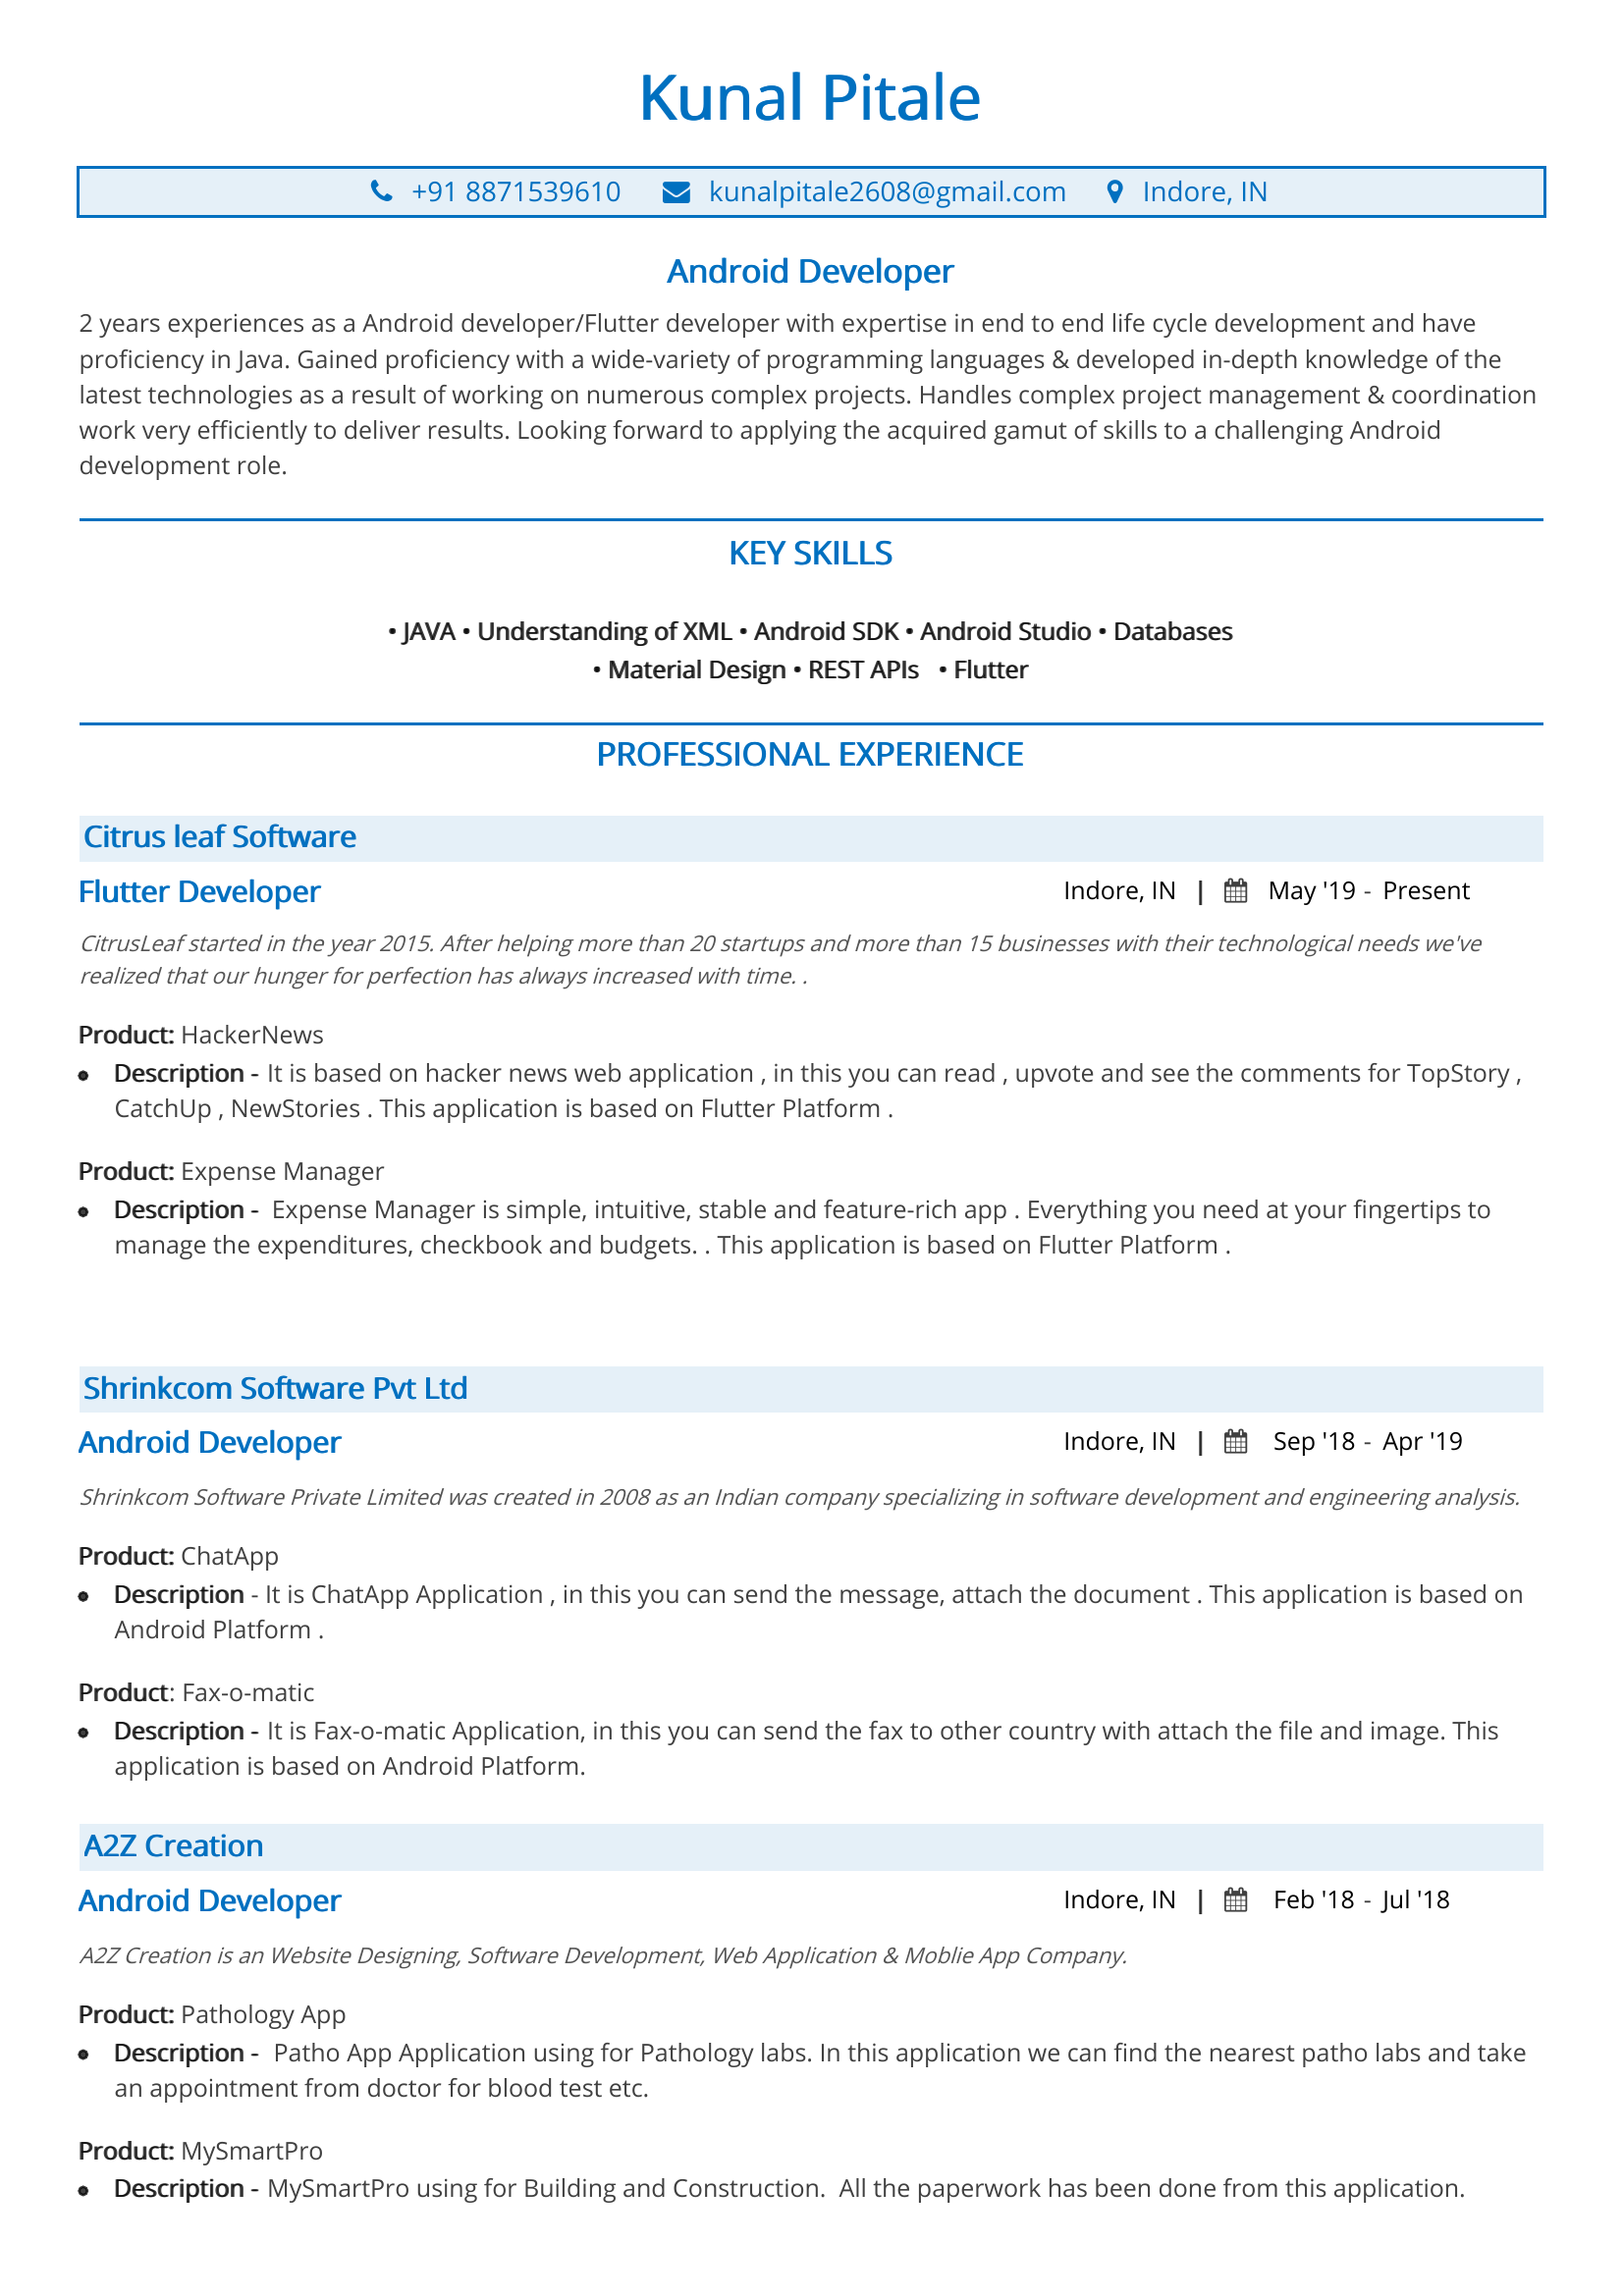 Kunal Pitale
+91 8871539610 kunalpitale2608@gmail.com Indore, IN
Android Developer
2 years experiences as a Android developer/Flutter developer with expertise in end to end life cycle development and have
proficiency in Java. Gained proficiency with a wide-variety of programming languages & developed in-depth knowledge of the
latest technologies as a result of working on numerous complex projects. Handles complex project management & coordination
work very efficiently to deliver results. Looking forward to applying the acquired gamut of skills to a challenging Android
development role.
KEY SKILLS
• JAVA • Understanding of XML • Android SDK • Android Studio • Databases
• Material Design • REST APIs • Flutter
PROFESSIONAL EXPERIENCE
Citrus leaf Software
Flutter Developer Indore, IN | May '19 - Present
CitrusLeaf started in the year 2015. After helping more than 20 startups and more than 15 businesses with their technological needs we've
realized that our hunger for perfection has always increased with time. .
Product: HackerNews
• Description - It is based on hacker news web application , in this you can read , upvote and see the comments for TopStory ,
CatchUp , NewStories . This application is based on Flutter Platform .
Product: Expense Manager
• Description - Expense Manager is simple, intuitive, stable and feature-rich app . Everything you need at your fingertips to
manage the expenditures, checkbook and budgets. . This application is based on Flutter Platform .
Shrinkcom Software Pvt Ltd
Android Developer Indore, IN | Sep '18 - Apr '19
Shrinkcom Software Private Limited was created in 2008 as an Indian company specializing in software development and engineering analysis.
Product: ChatApp
• Description - It is ChatApp Application , in this you can send the message, attach the document . This application is based on
Android Platform .
Product: Fax-o-matic
• Description - It is Fax-o-matic Application, in this you can send the fax to other country with attach the file and image. This
application is based on Android Platform.
A2Z Creation
Android Developer Indore, IN | Feb '18 - Jul '18
A2Z Creation is an Website Designing, Software Development, Web Application & Moblie App Company.
Product: Pathology App
• Description - Patho App Application using for Pathology labs. In this application we can find the nearest patho labs and take
an appointment from doctor for blood test etc.
Product: MySmartPro
• Description - MySmartPro using for Building and Construction. All the paperwork has been done from this application.